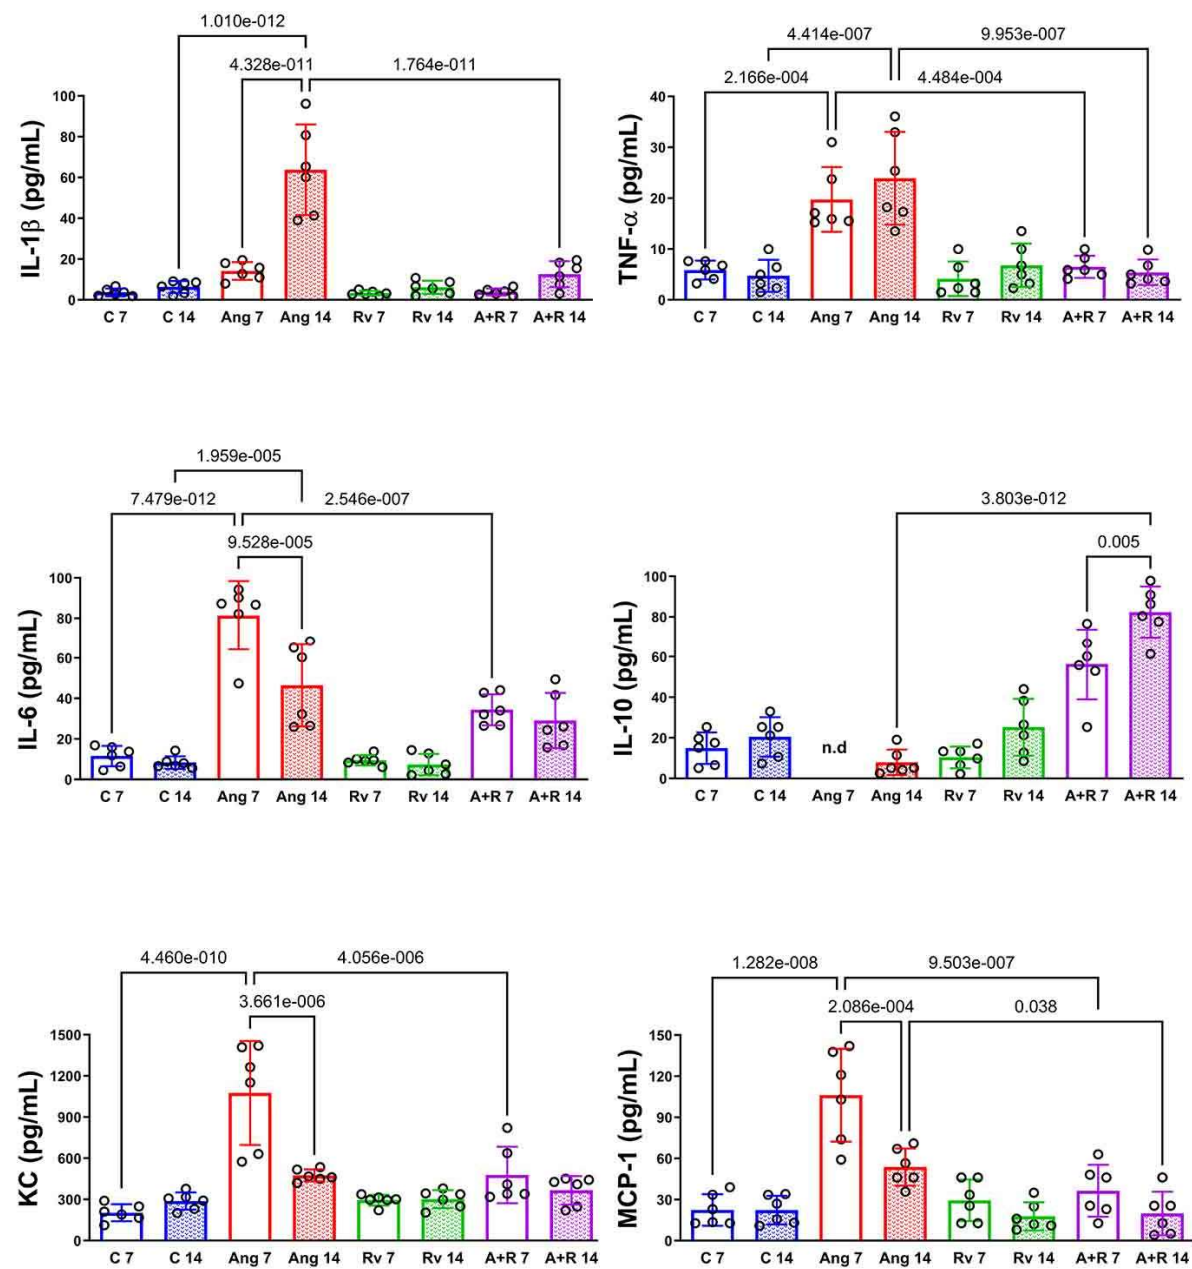 1.010e-012
4.328e-011
1.764e-011
IL-1β (pg/mL)
100
80
60
40
20
0
C 7
C 14
Ang 7
Ang 14
Rv 7
Rv 14
A+R 7
A+R 14
4.414e-007
9.953e-007
2.166e-004
4.484e-004
TNF-α (pg/mL)
40
30
20
10
0
C 7
C 14
Ang 7
Ang 14
Rv 7
Rv 14
A+R 7
A+R 14
1.959e-005
7.479e-012
2.546e-007
9.528e-005
IL-6 (pg/mL)
100
80
60
40
20
0
C 7
C 14
Ang 7
Ang 14
Rv 7
Rv 14
A+R 7
A+R 14
3.803e-012
0.005
IL-10 (pg/mL)
100
80
60
40
20
0
n.d
C 7
C 14
Ang 7
Ang 14
Rv 7
Rv 14
A+R 7
A+R 14
4.460e-010
4.056e-006
3.661e-006
KC (pg/mL)
1500
1200
900
600
300
0
C 7
C 14
Ang 7
Ang 14
Rv 7
Rv 14
A+R 7
A+R 14
1.282e-008
9.503e-007
2.086e-004
0.038
MCP-1 (pg/mL)
150
120
90
60
30
0
C 7
C 14
Ang 7
Ang 14
Rv 7
Rv 14
A+R 7
A+R 14